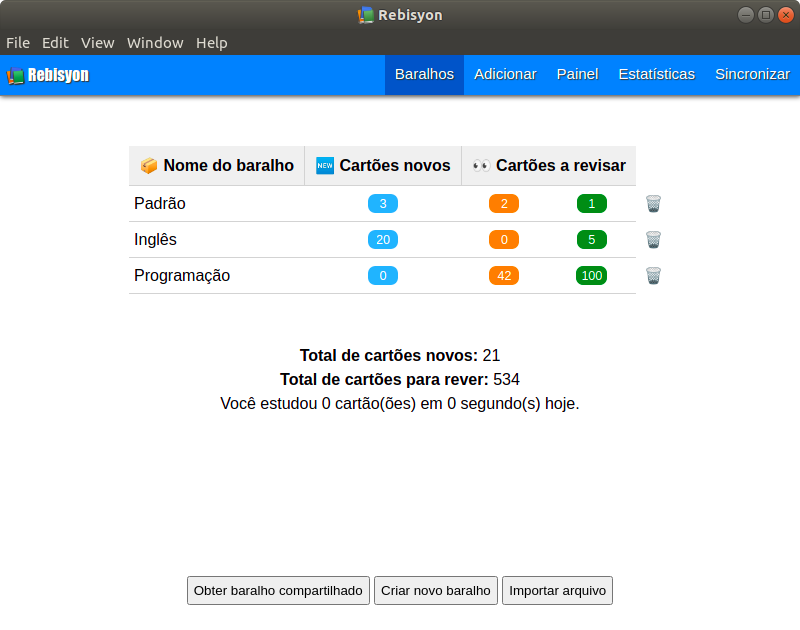 Rebisyon
File Edit View Window Help
Rebisyon Baralhos Adicionar Painel Estatísticas Sincronizar
Nome do baralho NEW Cartões novos Cartões a revisar
Padrão 3 2 1
Inglês 20 0 5
Programação 0 42 100
Total de cartões novos: 21
Total de cartões para rever: 534
Você estudou 0 cartão(ões) em 0 segundo(s) hoje.
Obter baralho compartilhado Criar novo baralho Importar arquivo